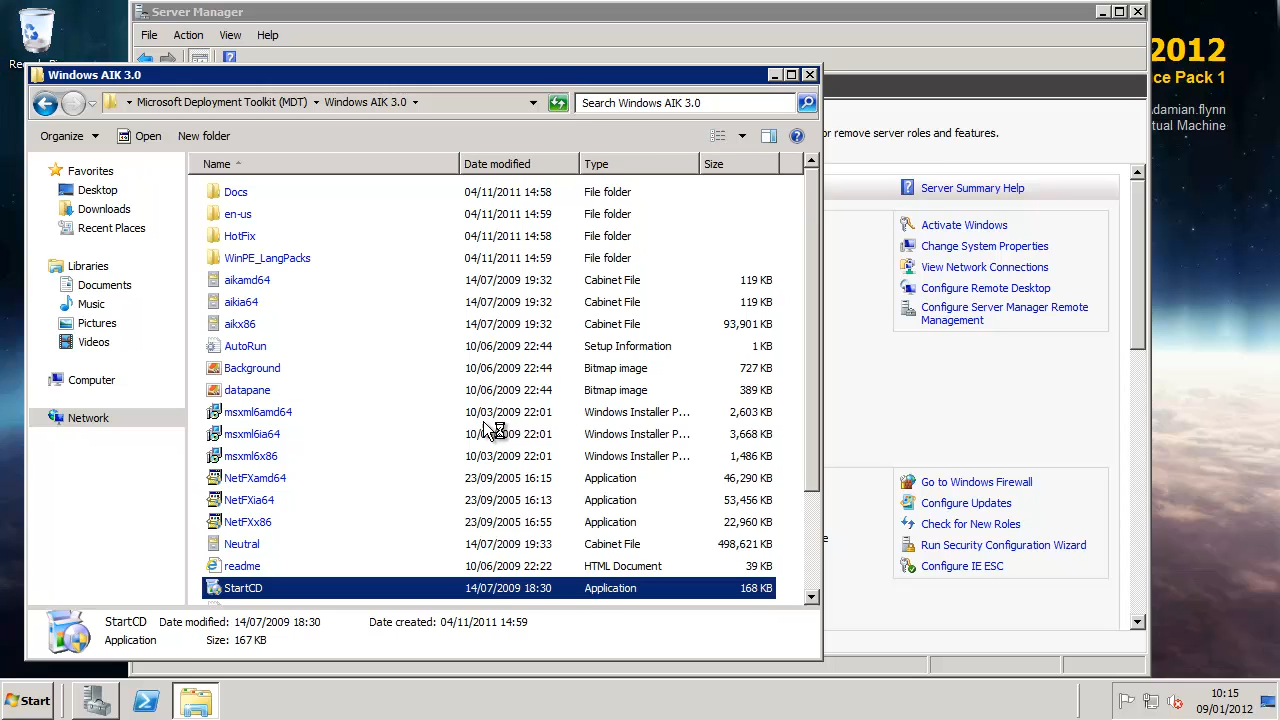 Server Manager
File Action View Help
2012
ce Pack 1
Adamian.flynn
tual Machine
Windows AIK 3.0
Microsoft Deployment Toolkit (MDT) Windows AIK 3.0
Search Windows AIK 3.0
Organize Open New folder
or remove server roles and features.
Name Date modified Type Size
Favorites
Desktop
Downloads
Recent Places
Libraries
Documents
Music
Pictures
Videos
Computer
Network
Docs 04/11/2011 14:58 File folder
en-us 04/11/2011 14:59 File folder
HotFix 04/11/2011 14:58 File folder
WinPE_LangPacks 04/11/2011 14:59 File folder
aikamd64 14/07/2009 19:32 Cabinet File 119 KB
aikia64 14/07/2009 19:32 Cabinet File 119 KB
aikx86 14/07/2009 19:32 Cabinet File 93,901 KB
AutoRun 10/06/2009 22:44 Setup Information 1 KB
Background 10/06/2009 22:44 Bitmap image 727 KB
datapane 10/06/2009 22:44 Bitmap image 389 KB
msxml6amd64 10/03/2009 22:01 Windows Installer P... 2,603 KB
msxml6ia64 2009 22:01 Windows Installer P... 3,668 KB
msxml6x86 10/03/2009 22:01 Windows Installer P... 1,486 KB
NetFXamd64 23/09/2005 16:15 Application 46,290 KB
NetFXia64 23/09/2005 16:13 Application 53,456 KB
NetFXx86 23/09/2005 16:55 Application 22,960 KB
Neutral 14/07/2009 19:33 Cabinet File 498,621 KB
readme 10/06/2009 22:22 HTML Document 39 KB
StartCD 14/07/2009 18:30 Application 168 KB
StartCD Date modified: 14/07/2009 18:30 Date created: 04/11/2011 14:59
Application Size: 167 KB
Server Summary Help
Activate Windows
Change System Properties
View Network Connections
Configure Remote Desktop
Configure Server Manager Remote
Management
Go to Windows Firewall
Configure Updates
Check for New Roles
Run Security Configuration Wizard
Configure IE ESC
Start
10:15
09/01/2012